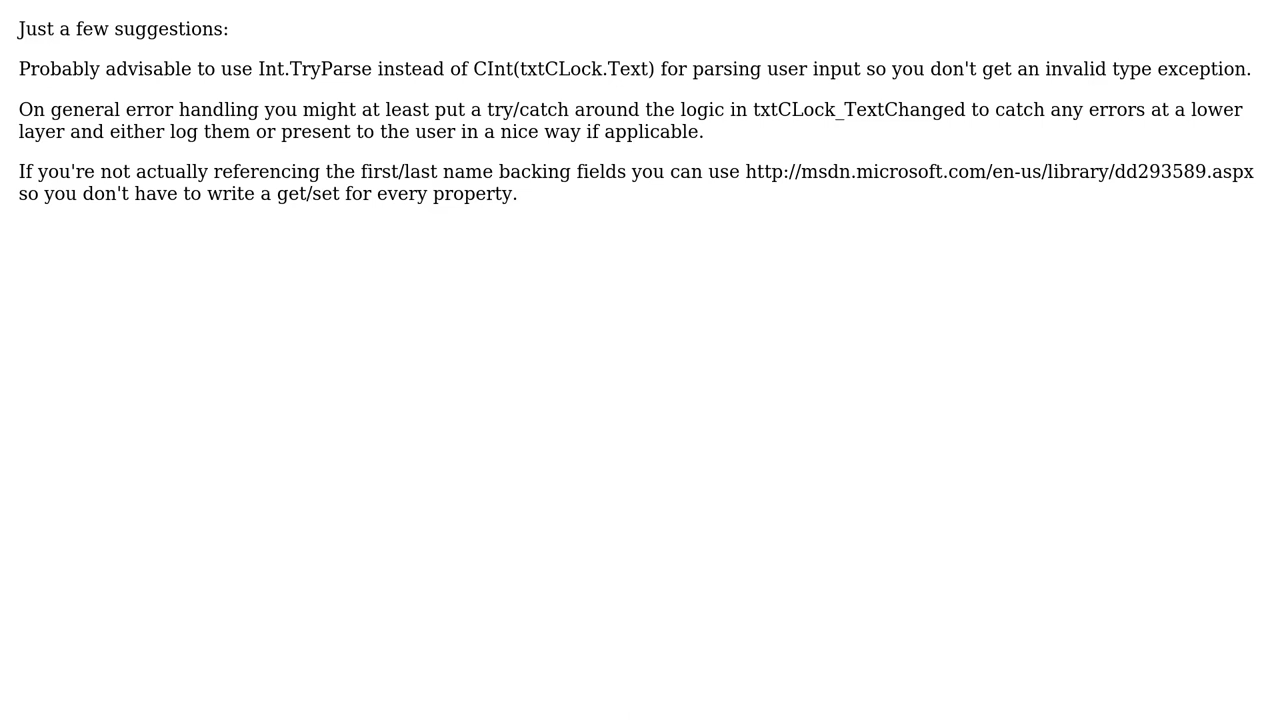 Just a few suggestions:
Probably advisable to use Int.TryParse instead of CInt(txtCLock.Text) for parsing user input so you don't get an invalid type exception.
On general error handling you might at least put a try/catch around the logic in txtCLock_TextChanged to catch any errors at a lower
layer and either log them or present to the user in a nice way if applicable.
If you're not actually referencing the first/last name backing fields you can use http://msdn.microsoft.com/en-us/library/dd293589.aspx
so you don't have to write a get/set for every property.